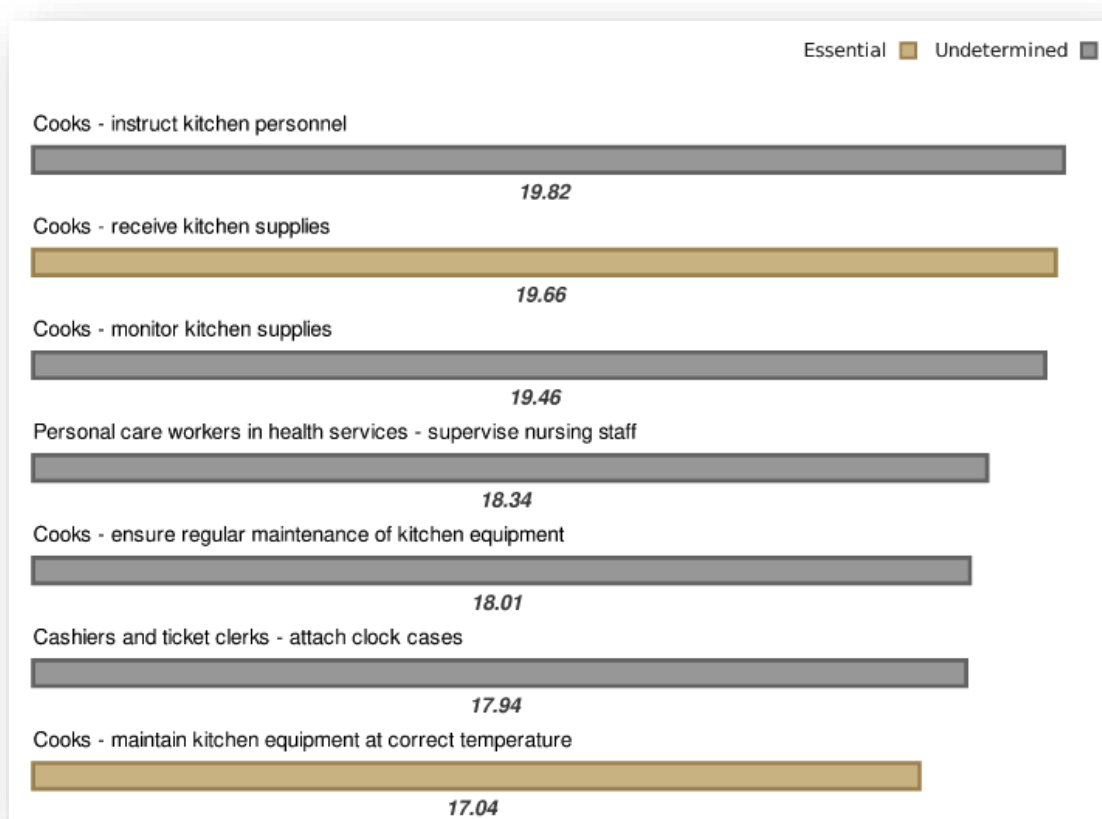 Essential Undetermined
Cooks - instruct kitchen personnel
19.82
Cooks - receive kitchen supplies
19.66
Cooks - monitor kitchen supplies
19.46
Personal care workers in health services - supervise nursing staff
18.34
Cooks - ensure regular maintenance of kitchen equipment
18.01
Cashiers and ticket clerks - attach clock cases
17.94
Cooks - maintain kitchen equipment at correct temperature
17.04